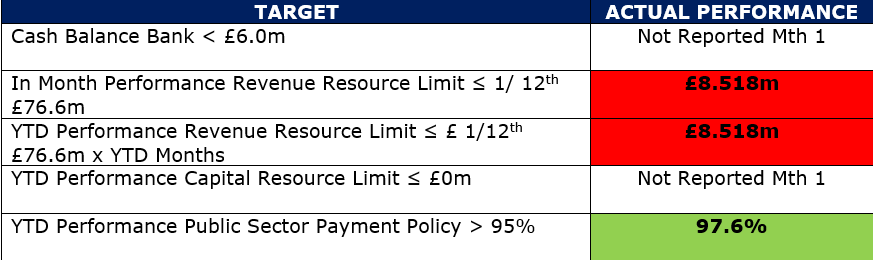 TARGET ACTUAL PERFORMANCE
Cash Balance Bank < £6.0m Not Reported Mth 1
In Month Performance Revenue Resource Limit ≤ 1/ 12th £8.518m
£76.6m
YTD Performance Revenue Resource Limit ≤ £ 1/12th £8.518m
£76.6m x YTD Months
YTD Performance Capital Resource Limit ≤ £0m Not Reported Mth 1
YTD Performance Public Sector Payment Policy > 95% 97.6%